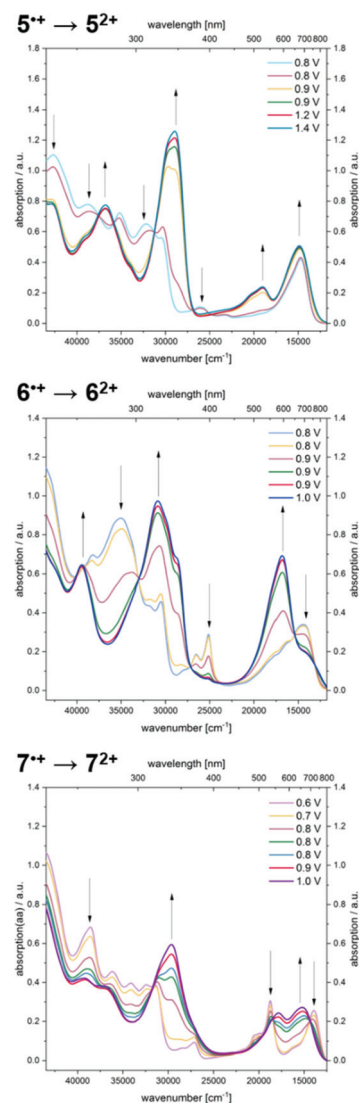 5•+ → 5²⁺
wavelength [nm]
300 400 500 600 700 800
1.8
1.6
1.4
1.2
1.0
0.8
0.6
0.4
0.2
0.0
absorption / a.u.
0.8 V
0.8 V
0.9 V
0.9 V
1.2 V
1.4 V
40000 35000 30000 25000 20000 15000
wavenumber [cm⁻¹]
6•+ → 6²⁺
wavelength [nm]
300 400 500 600 700 800
1.4
1.2
1.0
0.8
0.6
0.4
0.2
0.0
absorption / a.u.
0.8 V
0.8 V
0.9 V
0.9 V
0.9 V
1.0 V
40000 35000 30000 25000 20000 15000
wavenumber [cm⁻¹]
7•+ → 7²⁺
wavelength [nm]
300 400 500 600 700 800
1.4
1.2
1.0
0.8
0.6
0.4
0.2
0.0
absorption(aa) / a.u.
0.6 V
0.7 V
0.8 V
0.8 V
0.8 V
0.9 V
1.0 V
40000 35000 30000 25000 20000 15000
wavenumber [cm⁻¹]